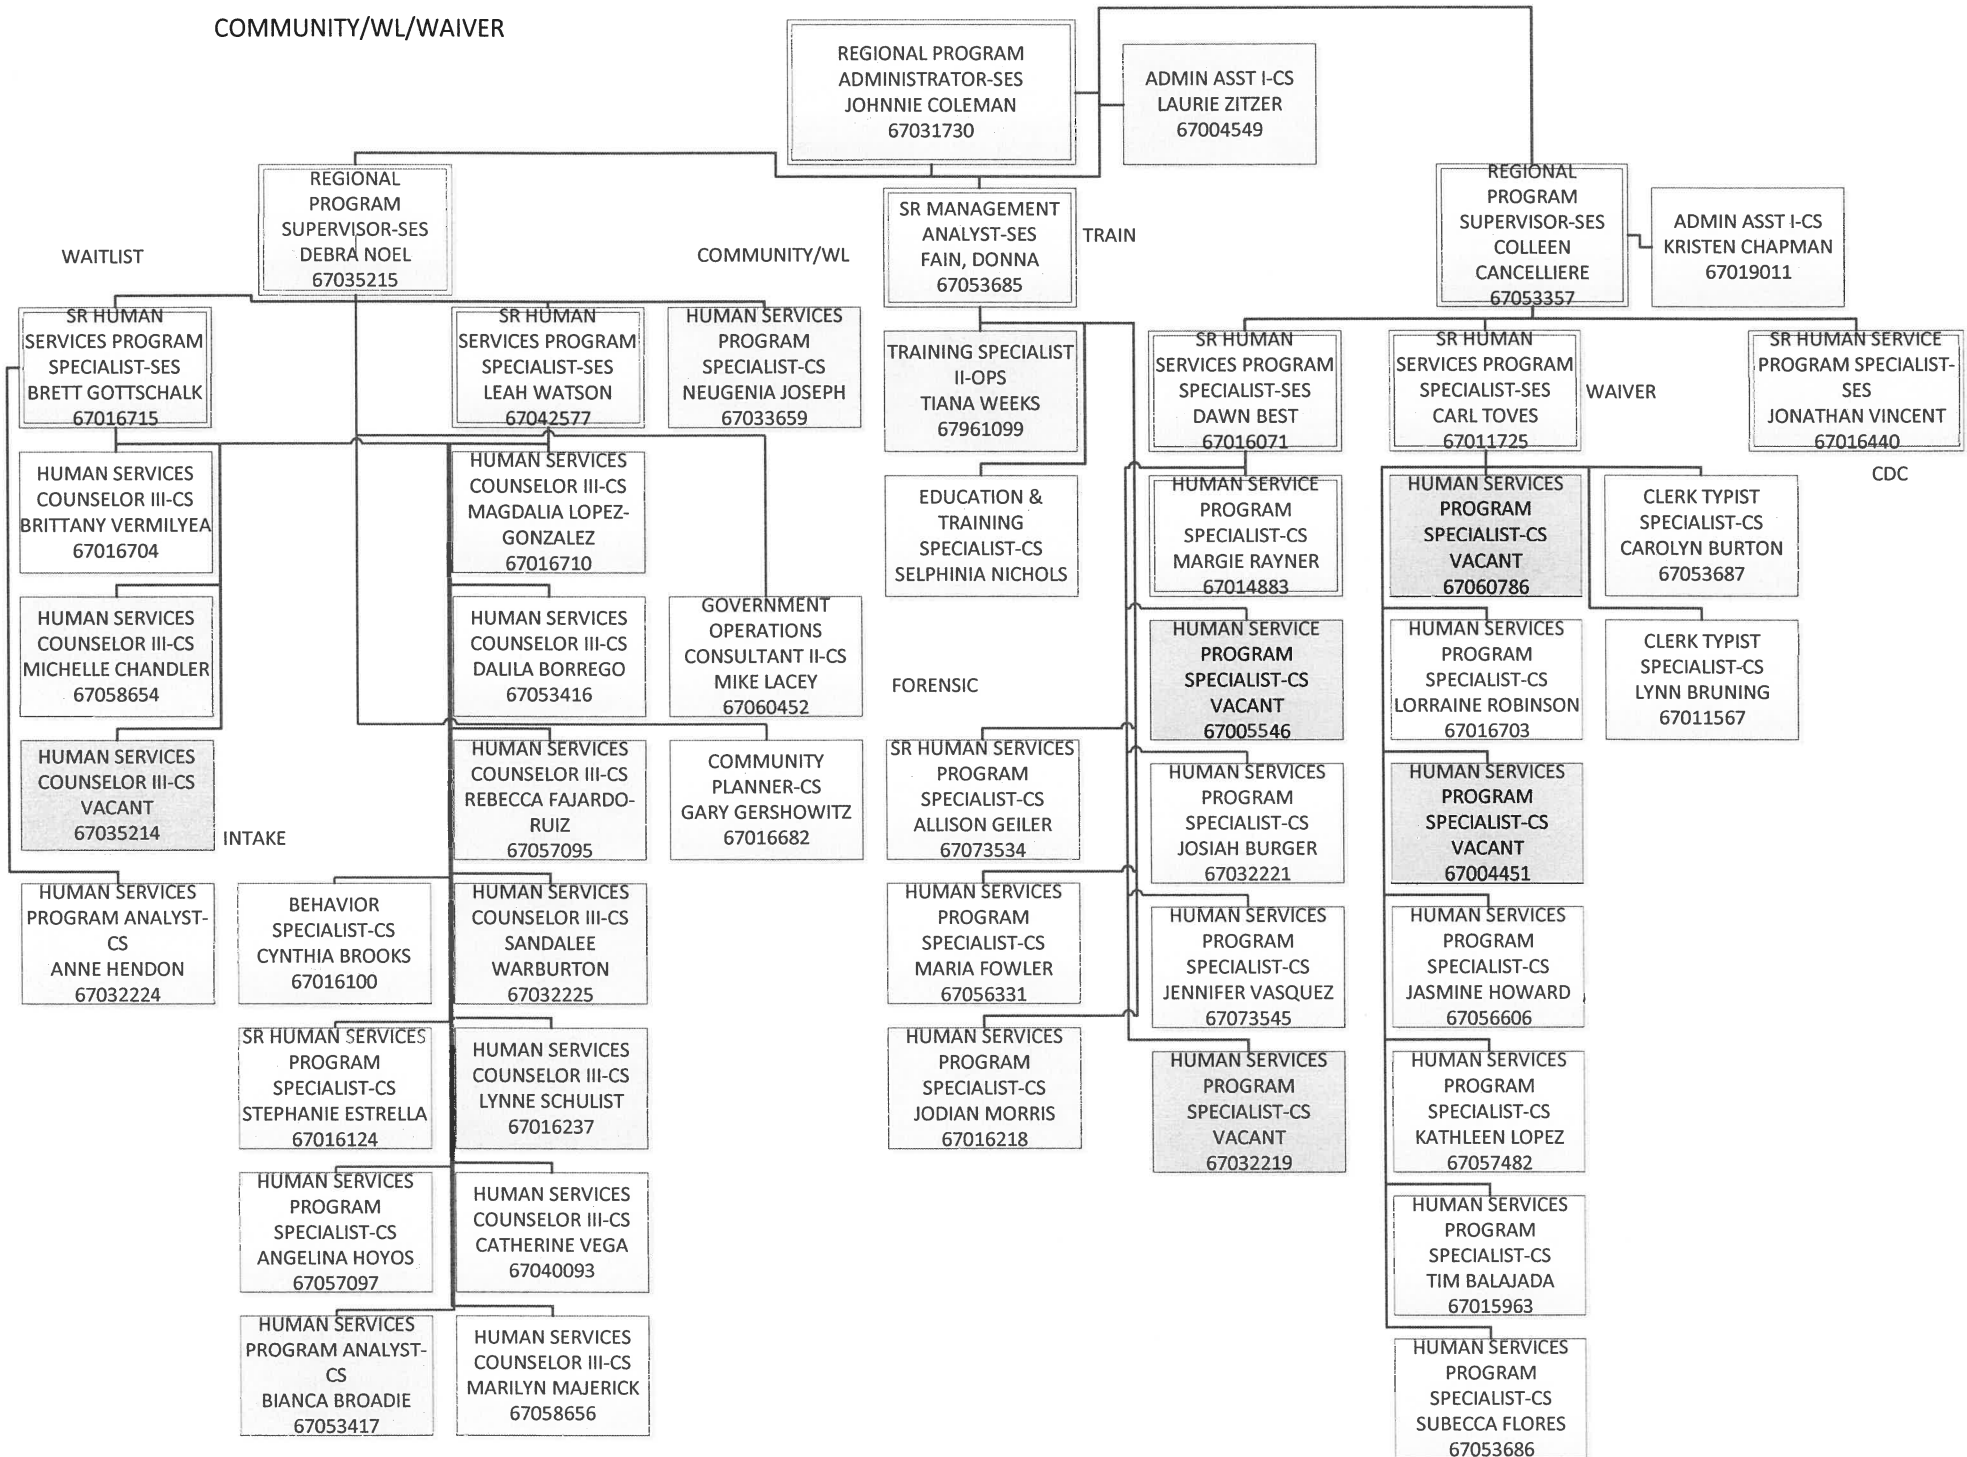 COMMUNITY/WL/WAIVER
REGIONAL PROGRAM
ADMINISTRATOR-SES
JOHNNIE COLEMAN
67031730
ADMIN ASST I-CS
LAURIE ZITZER
67004549
REGIONAL
PROGRAM
SUPERVISOR-SES
DEBRA NOEL
67035215
SR MANAGEMENT
ANALYST-SES
FAIN, DONNA
67053685
TRAIN
REGIONAL
PROGRAM
SUPERVISOR-SES
COLLEEN
CANCELLIERE
67053357
ADMIN ASST I-CS
KRISTEN CHAPMAN
67019011
WAITLIST
COMMUNITY/WL
SR HUMAN
SERVICES PROGRAM
SPECIALIST-SES
BRETT GOTTSCHALK
67016715
SR HUMAN
SERVICES PROGRAM
SPECIALIST-SES
LEAH WATSON
67042577
HUMAN SERVICES
PROGRAM
SPECIALIST-CS
NEUGENIA JOSEPH
67033659
TRAINING SPECIALIST
II-OPS
TIANA WEEKS
67961099
SR HUMAN
SERVICES PROGRAM
SPECIALIST-SES
DAWN BEST
67016071
SR HUMAN
SERVICES PROGRAM
SPECIALIST-SES
CARL TOVES
67011725
WAIVER
SR HUMAN SERVICE
PROGRAM SPECIALIST-
SES
JONATHAN VINCENT
67016440
CDC
HUMAN SERVICES
COUNSELOR III-CS
BRITTANY VERMILYEA
67016704
HUMAN SERVICES
COUNSELOR III-CS
MAGDALIA LOPEZ-
GONZALEZ
67016710
EDUCATION &
TRAINING
SPECIALIST-CS
SELPHINIA NICHOLS
HUMAN SERVICE
PROGRAM
SPECIALIST-CS
MARGIE RAYNER
67014883
HUMAN SERVICES
PROGRAM
SPECIALIST-CS
VACANT
67060786
CLERK TYPIST
SPECIALIST-CS
CAROLYN BURTON
67053687
HUMAN SERVICES
COUNSELOR III-CS
MICHELLE CHANDLER
67058654
HUMAN SERVICES
COUNSELOR III-CS
DALILA BORREGO
67053416
GOVERNMENT
OPERATIONS
CONSULTANT II-CS
MIKE LACEY
67060452
FORENSIC
HUMAN SERVICE
PROGRAM
SPECIALIST-CS
VACANT
67005546
HUMAN SERVICES
PROGRAM
SPECIALIST-CS
LORRAINE ROBINSON
67016703
CLERK TYPIST
SPECIALIST-CS
LYNN BRUNING
67011567
HUMAN SERVICES
COUNSELOR III-CS
VACANT
67035214
INTAKE
HUMAN SERVICES
COUNSELOR III-CS
REBECCA FAJARDO-
RUIZ
67057095
COMMUNITY
PLANNER-CS
GARY GERSHOWITZ
67016682
SR HUMAN SERVICES
PROGRAM
SPECIALIST-CS
ALLISON GEILER
67073534
HUMAN SERVICES
PROGRAM
SPECIALIST-CS
JOSIAH BURGER
67032221
HUMAN SERVICES
PROGRAM
SPECIALIST-CS
VACANT
67004451
HUMAN SERVICES
PROGRAM ANALYST-
CS
ANNE HENDON
67032224
BEHAVIOR
SPECIALIST-CS
CYNTHIA BROOKS
67016100
HUMAN SERVICES
COUNSELOR III-CS
SANDALEE
WARBURTON
67032225
HUMAN SERVICES
PROGRAM
SPECIALIST-CS
MARIA FOWLER
67056331
HUMAN SERVICES
PROGRAM
SPECIALIST-CS
JENNIFER VASQUEZ
67073545
HUMAN SERVICES
PROGRAM
SPECIALIST-CS
JASMINE HOWARD
67056606
SR HUMAN SERVICES
PROGRAM
SPECIALIST-CS
STEPHANIE ESTRELLA
67016124
HUMAN SERVICES
COUNSELOR III-CS
LYNNE SCHULIST
67016237
HUMAN SERVICES
PROGRAM
SPECIALIST-CS
JODIAN MORRIS
67016218
HUMAN SERVICES
PROGRAM
SPECIALIST-CS
VACANT
67032219
HUMAN SERVICES
PROGRAM
SPECIALIST-CS
KATHLEEN LOPEZ
67057482
HUMAN SERVICES
PROGRAM
SPECIALIST-CS
ANGELINA HOYOS
67057097
HUMAN SERVICES
COUNSELOR III-CS
CATHERINE VEGA
67040093
HUMAN SERVICES
PROGRAM
SPECIALIST-CS
TIM BALAJADA
67015963
HUMAN SERVICES
PROGRAM ANALYST-
CS
BIANCA BROADIE
67053417
HUMAN SERVICES
COUNSELOR III-CS
MARILYN MAJERICK
67058656
HUMAN SERVICES
PROGRAM
SPECIALIST-CS
SUBECCA FLORES
67053686